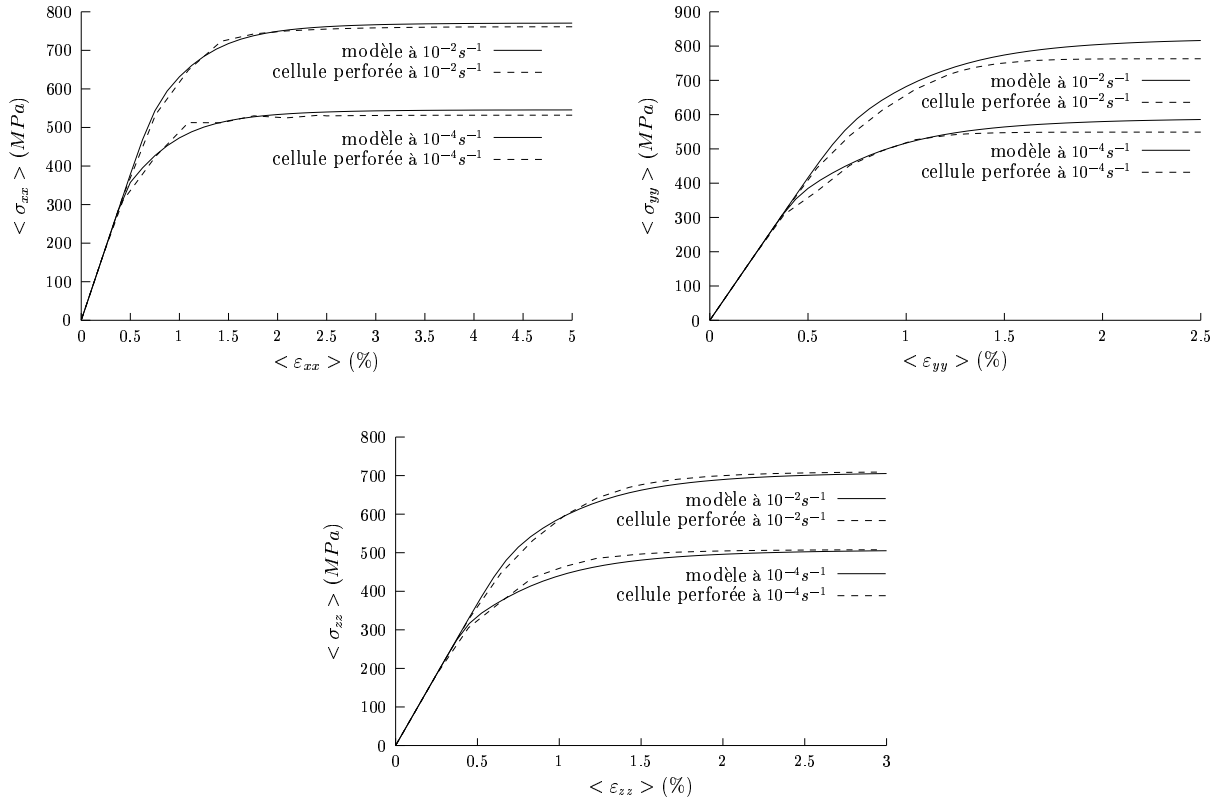 800
700
600
500
400
300
200
100
0
0 0.5 1 1.5 2 2.5 3 3.5 4 4.5 5
< σxx > (MPa)
< εxx > (%)
modèle à 10−2s−1
cellule perforée à 10−2s−1
modèle à 10−4s−1
cellule perforée à 10−4s−1
900
800
700
600
500
400
300
200
100
0
0 0.5 1 1.5 2 2.5
< σyy > (MPa)
< εyy > (%)
modèle à 10−2s−1
cellule perforée à 10−2s−1
modèle à 10−4s−1
cellule perforée à 10−4s−1
800
700
600
500
400
300
200
100
0
0 0.5 1 1.5 2 2.5 3
< σzz > (MPa)
< εzz > (%)
modèle à 10−2s−1
cellule perforée à 10−2s−1
modèle à 10−4s−1
cellule perforée à 10−4s−1